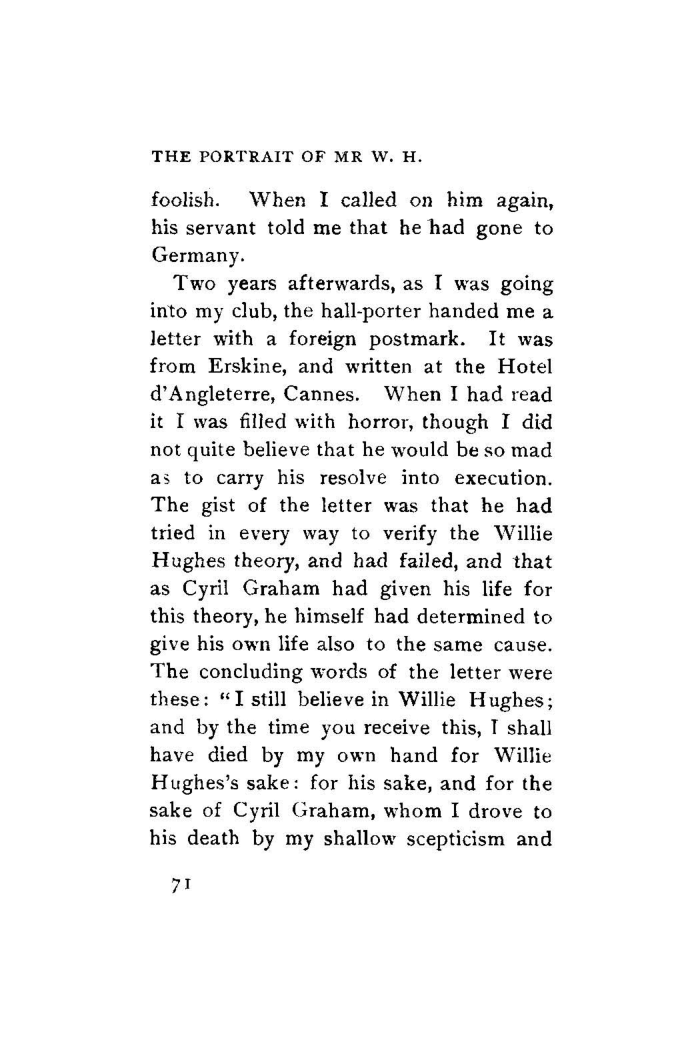 THE PORTRAIT OF MR W. H.
foolish. When I called on him again,
his servant told me that he had gone to
Germany.
Two years afterwards, as I was going
into my club, the hall-porter handed me a
letter with a foreign postmark. It was
from Erskine, and written at the Hotel
d'Angleterre, Cannes. When I had read
it I was filled with horror, though I did
not quite believe that he would be so mad
as to carry his resolve into execution.
The gist of the letter was that he had
tried in every way to verify the Willie
Hughes theory, and had failed, and that
as Cyril Graham had given his life for
this theory, he himself had determined to
give his own life also to the same cause.
The concluding words of the letter were
these: “I still believe in Willie Hughes;
and by the time you receive this, I shall
have died by my own hand for Willie
Hughes's sake: for his sake, and for the
sake of Cyril Graham, whom I drove to
his death by my shallow scepticism and
71